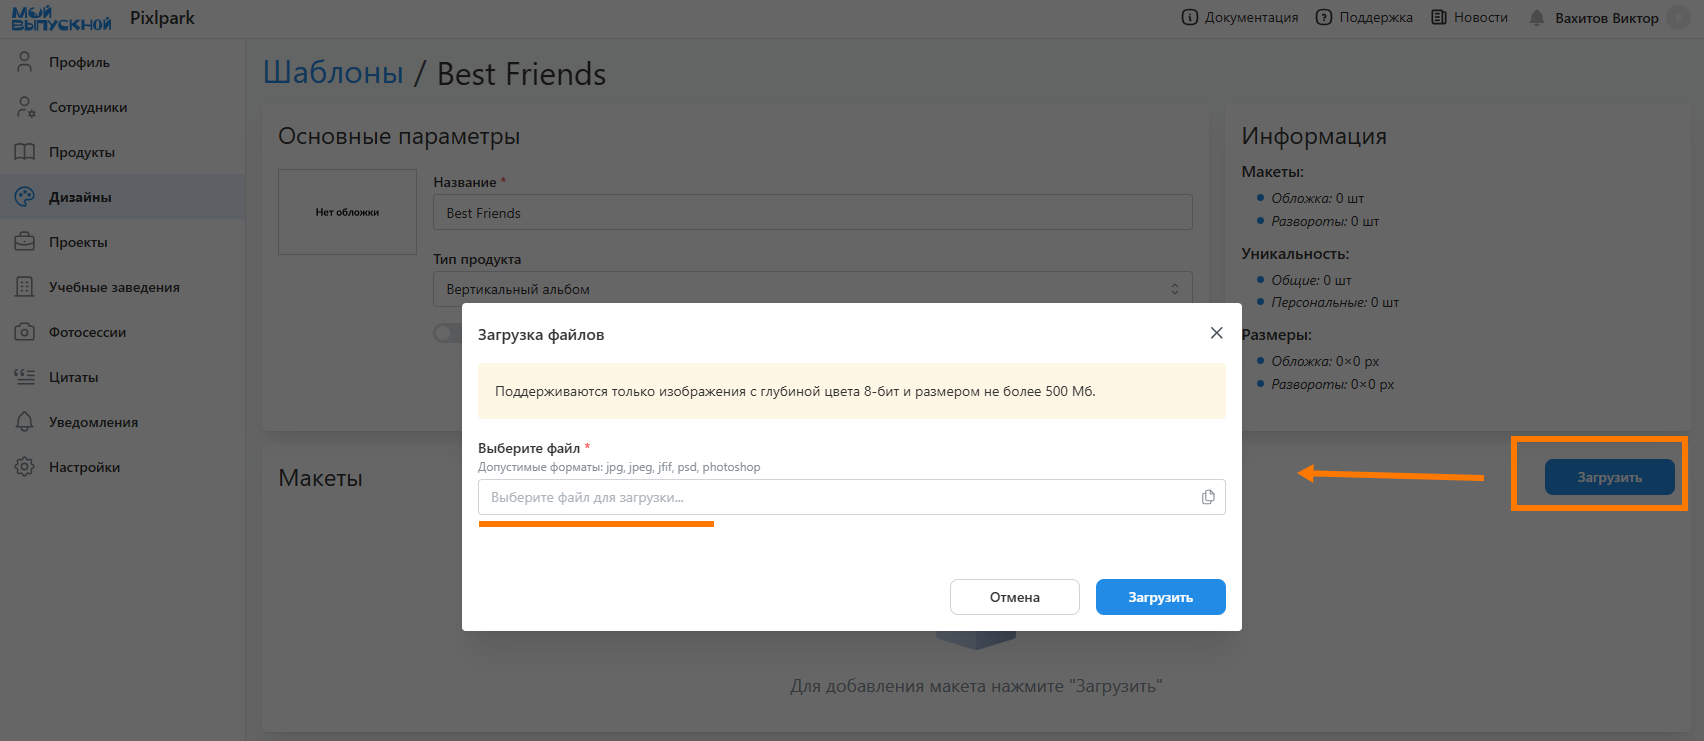 МОЙ ВЫПУСКНОЙ
Pixlpark
Документация
Поддержка
Новости
Вахитов Виктор
Профиль
Сотрудники
Продукты
Дизайны
Проекты
Учебные заведения
Фотосессии
Цитаты
Уведомления
Настройки
Шаблоны / Best Friends
Основные параметры
Нет обложки
Название *
Best Friends
Тип продукта
Вертикальный альбом
Информация
Макеты:
Обложка: 0 шт
Развороты: 0 шт
Уникальность:
Общие: 0 шт
Персональные: 0 шт
Размеры:
Обложка: 0×0 px
Развороты: 0×0 px
Загрузка файлов
Поддерживаются только изображения с глубиной цвета 8-бит и размером не более 500 Мб.
Выберите файл *
Допустимые форматы: jpg, jpeg, jfif, psd, photoshop
Выберите файл для загрузки...
Отмена
Загрузить
Макеты
Загрузить
Для добавления макета нажмите "Загрузить"